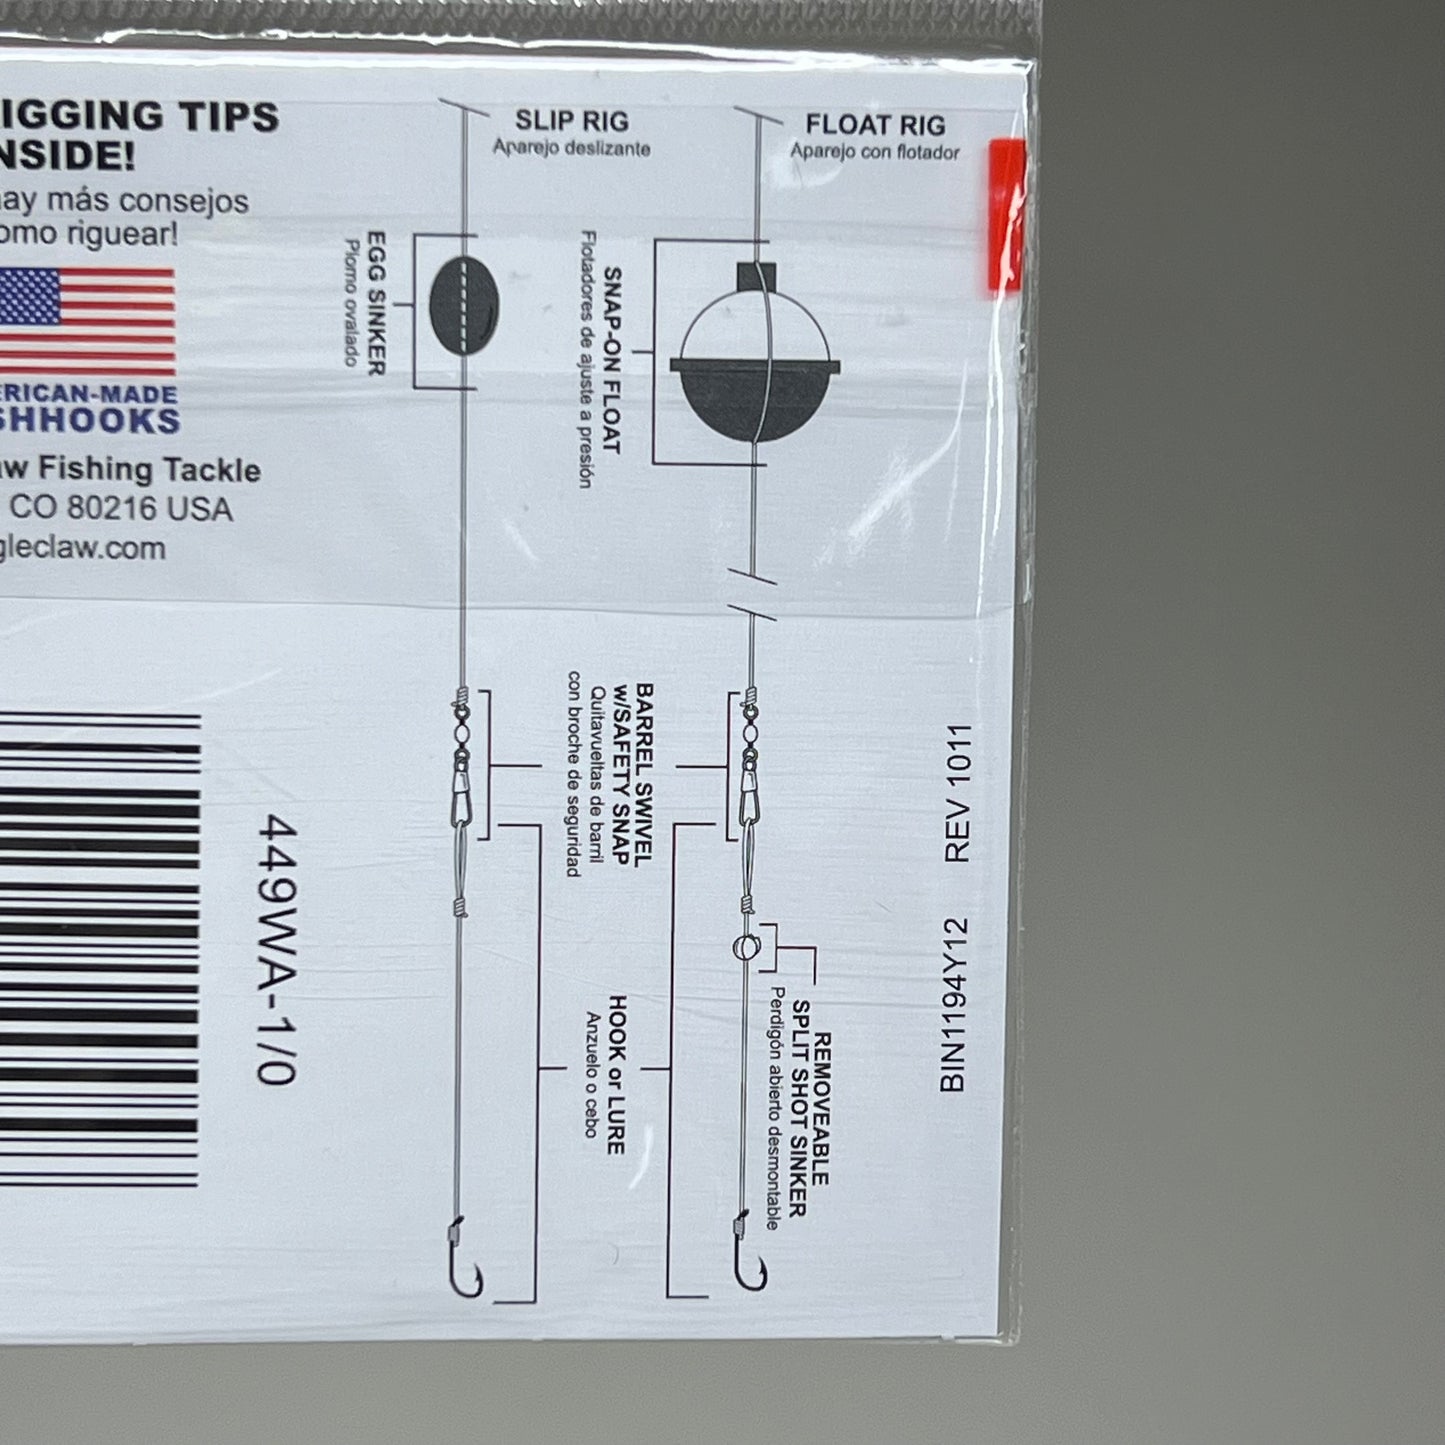 IGGING TIPS
NSIDE!
ay más consejos
omo riguear!
RICAN-MADE
SHHOOKS
w Fishing Tackle
CO 80216 USA
gleclaw.com
449WA-1/0
SLIP RIG
Aparejo deslizante
EGG SINKER
Plomo ovalado
FLOAT RIG
Aparejo con flotador
SNAP-ON FLOAT
Flotadores de ajuste a presión
BARREL SWIVEL
w/SAFETY SNAP
Quitavueltas de barril
con broche de seguridad
HOOK or LURE
Anzuelo o cebo
REMOVEABLE
SPLIT SHOT SINKER
Perdigón abierto desmontable
BIN1194Y12 REV 1011